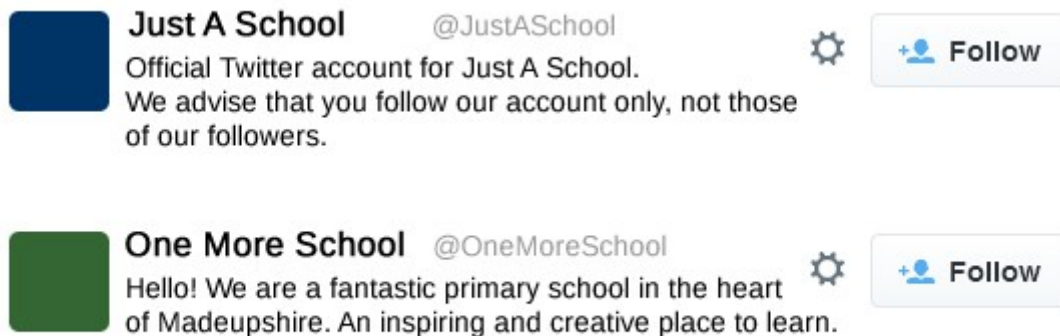 Just A School @JustASchool
Official Twitter account for Just A School.
Follow
We advise that you follow our account only, not those
of our followers.
One More School @OneMoreSchool
Hello! We are a fantastic primary school in the heart
Follow
of Madeupshire. An inspiring and creative place to learn.